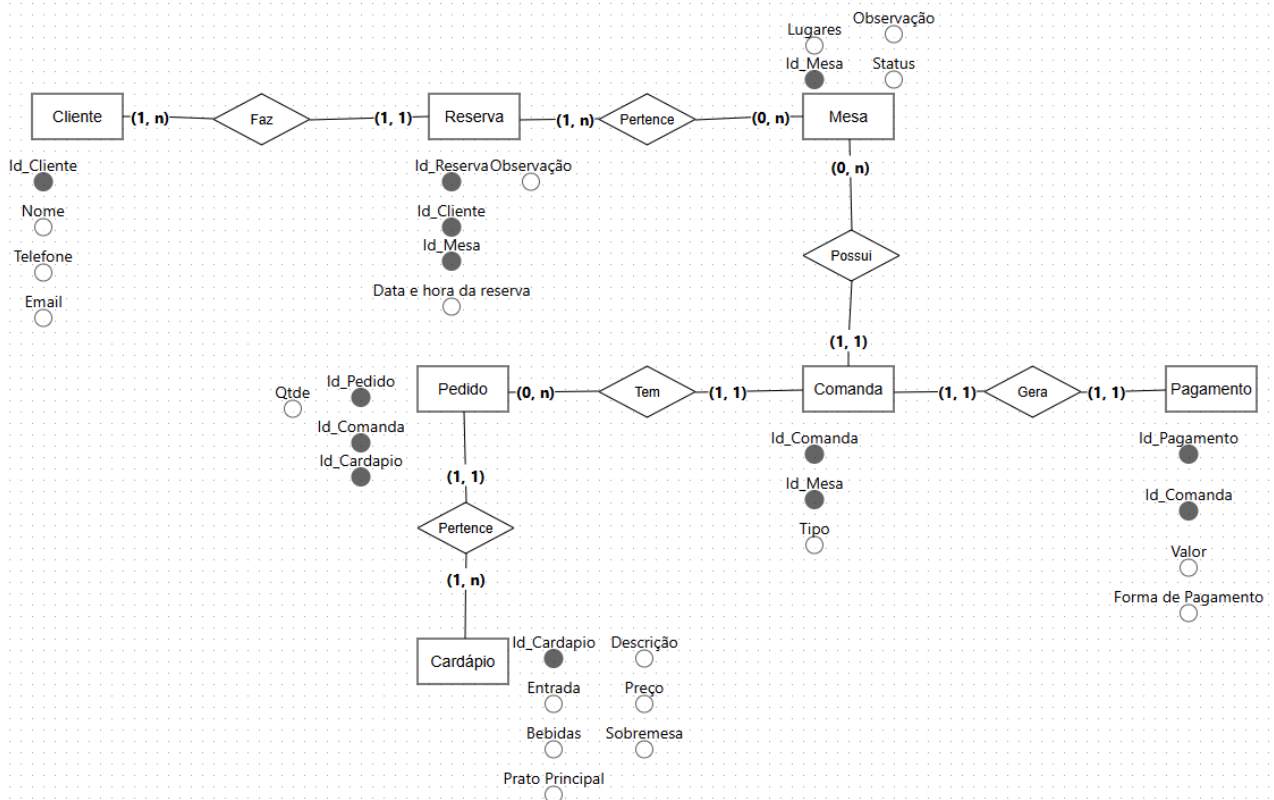 Observação
Lugares
Id_Mesa
Status
Cliente
(1, n)
Faz
(1, 1)
Reserva
(1, n)
Pertence
(0, n)
Mesa
Id_Cliente
Nome
Telefone
Email
Id_Reserva
Observação
Id_Cliente
Id_Mesa
Data e hora da reserva
(0, n)
Possui
(1, 1)
Qtde
Id_Pedido
Id_Comanda
Id_Cardapio
Pedido
(0, n)
Tem
(1, 1)
Comanda
(1, 1)
Gera
(1, 1)
Pagamento
Id_Comanda
Id_Mesa
Tipo
Id_Pagamento
Id_Comanda
Valor
Forma de Pagamento
(1, 1)
Pertence
(1, n)
Cardápio
Id_Cardapio
Descrição
Entrada
Preço
Bebidas
Sobremesa
Prato Principal